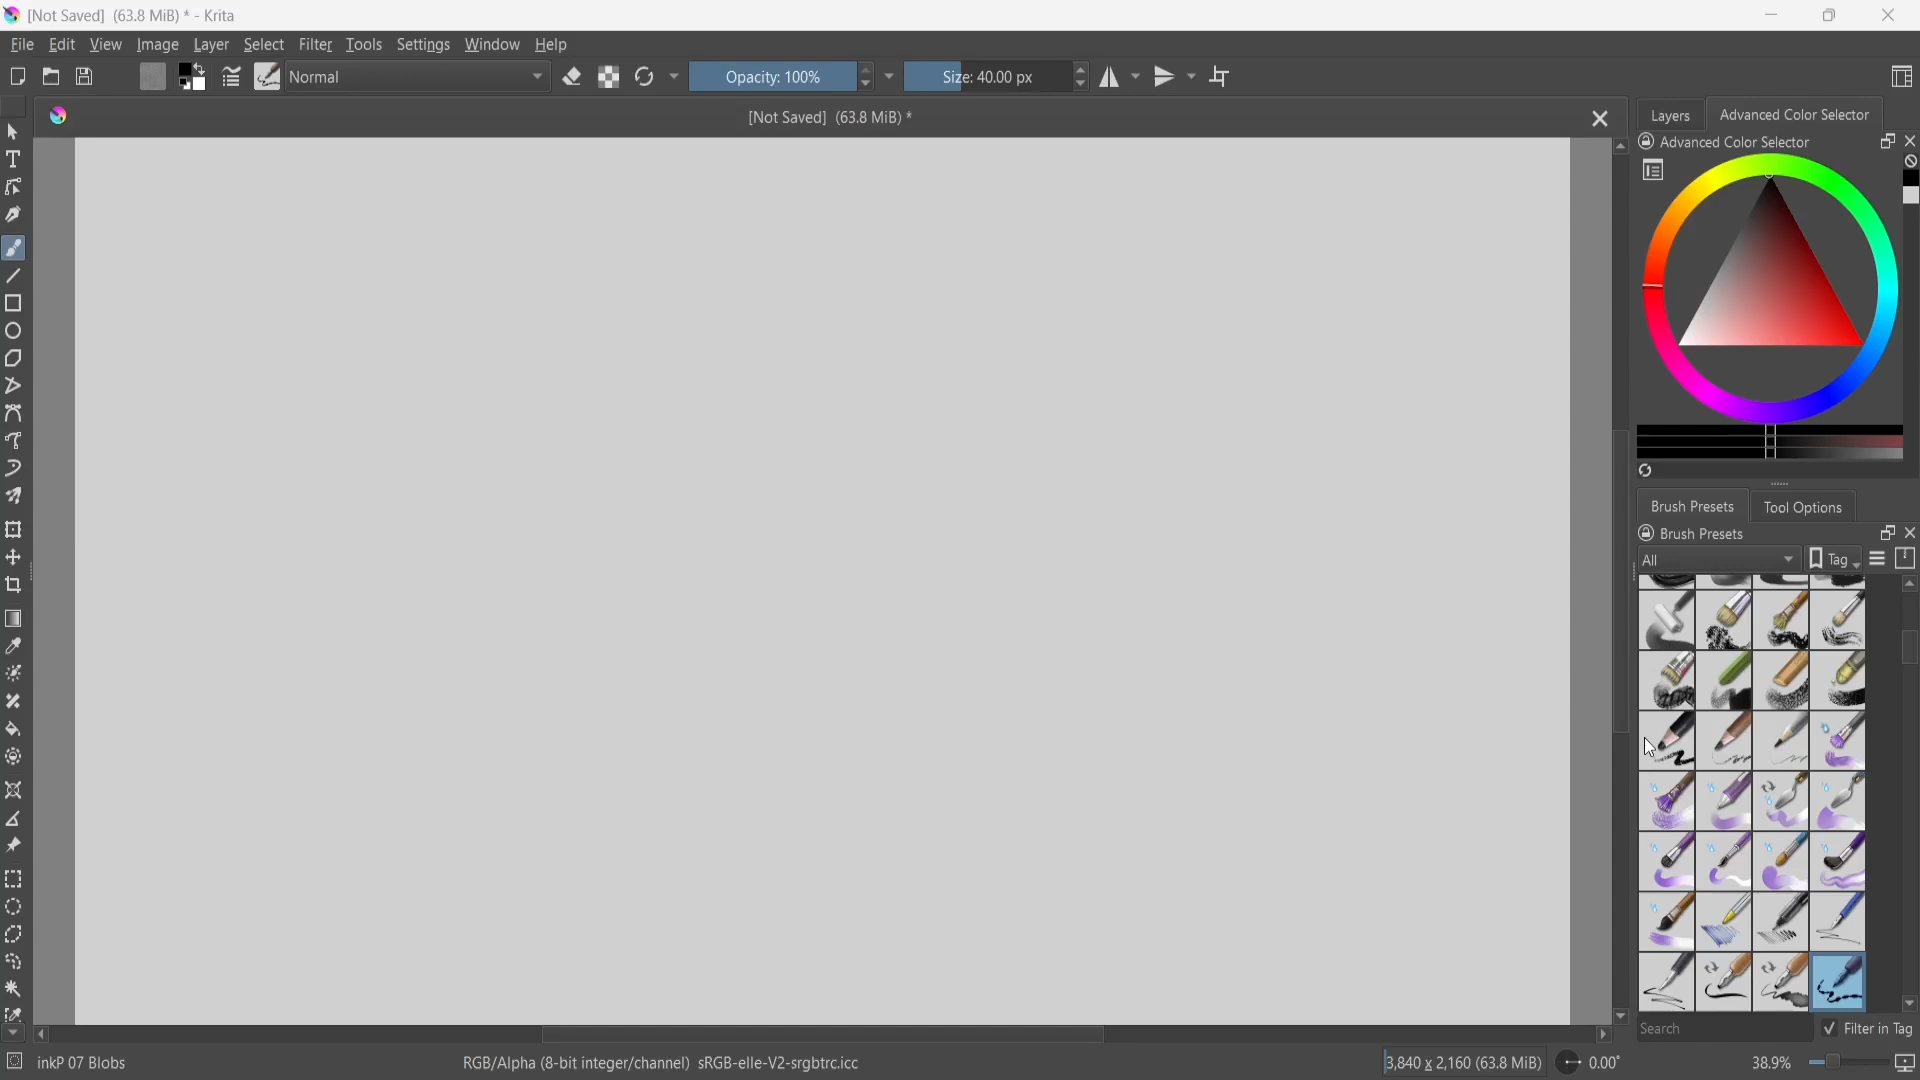 [Not Saved] (63.8 MiB) * - Krita
File Edit View Image Layer Select Filter Tools Settings Window Help
Normal Opacity: 100% Size: 40.00 px
[Not Saved] (63.8 MiB) *
Layers Advanced Color Selector
Advanced Color Selector
Brush Presets Tool Options
Brush Presets
All Tag
Search Filter in Tag
inkP 07 Blobs RGB/Alpha (8-bit integer/channel) sRGB-elle-V2-srgbtrc.icc 3,840 x 2,160 (63.8 MiB) 0.00° 38.9%